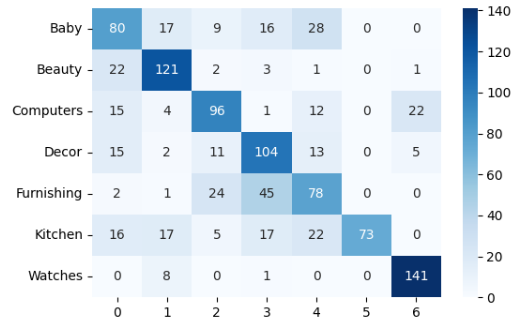 Baby 80 17 9 16 28 0 0
Beauty 22 121 2 3 1 0 1
Computers 15 4 96 1 12 0 22
Decor 15 2 11 104 13 0 5
Furnishing 2 1 24 45 78 0 0
Kitchen 16 17 5 17 22 73 0
Watches 0 8 0 1 0 0 141
0 1 2 3 4 5 6
140
120
100
80
60
40
20
0